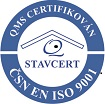 QMS CERTIFIKOVÁN
STAVCERT
ČSN EN ISO 9001